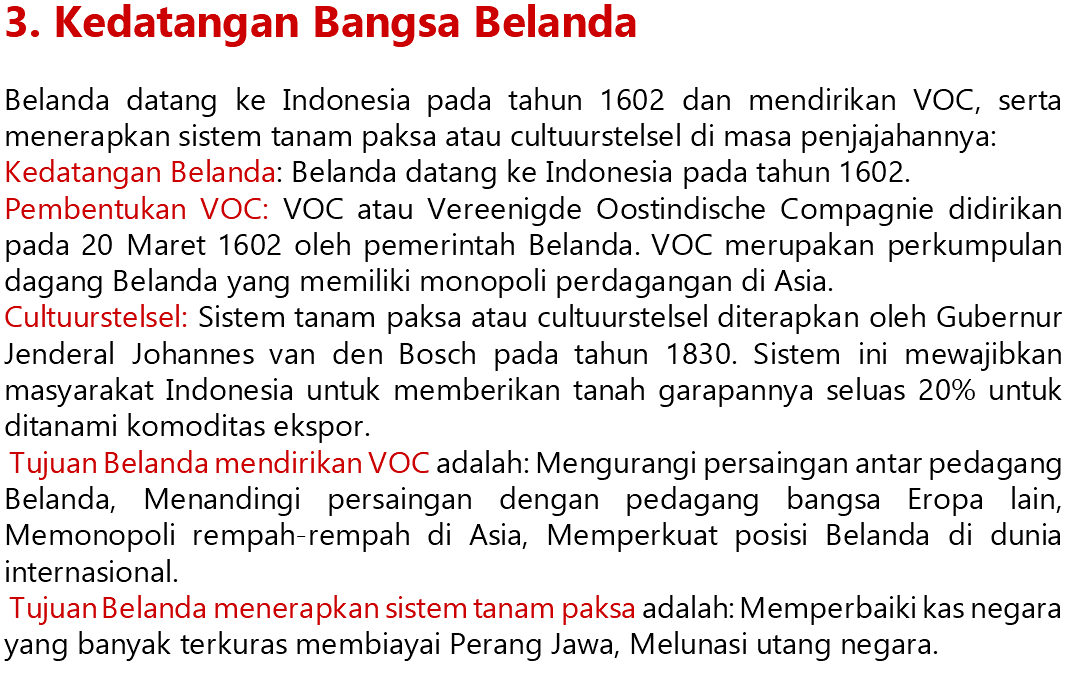 3. Kedatangan Bangsa Belanda
Belanda datang ke Indonesia pada tahun 1602 dan mendirikan VOC, serta
menerapkan sistem tanam paksa atau cultuurstelsel di masa penjajahannya:
Kedatangan Belanda: Belanda datang ke Indonesia pada tahun 1602.
Pembentukan VOC: VOC atau Vereenigde Oostindische Compagnie didirikan
pada 20 Maret 1602 oleh pemerintah Belanda. VOC merupakan perkumpulan
dagang Belanda yang memiliki monopoli perdagangan di Asia.
Cultuurstelsel: Sistem tanam paksa atau cultuurstelsel diterapkan oleh Gubernur
Jenderal Johannes van den Bosch pada tahun 1830. Sistem ini mewajibkan
masyarakat Indonesia untuk memberikan tanah garapannya seluas 20% untuk
ditanami komoditas ekspor.
Tujuan Belanda mendirikan VOC adalah: Mengurangi persaingan antar pedagang
Belanda, Menandingi persaingan dengan pedagang bangsa Eropa lain,
Memonopoli rempah-rempah di Asia, Memperkuat posisi Belanda di dunia
internasional.
Tujuan Belanda menerapkan sistem tanam paksa adalah: Memperbaiki kas negara
yang banyak terkuras membiayai Perang Jawa, Melunasi utang negara.